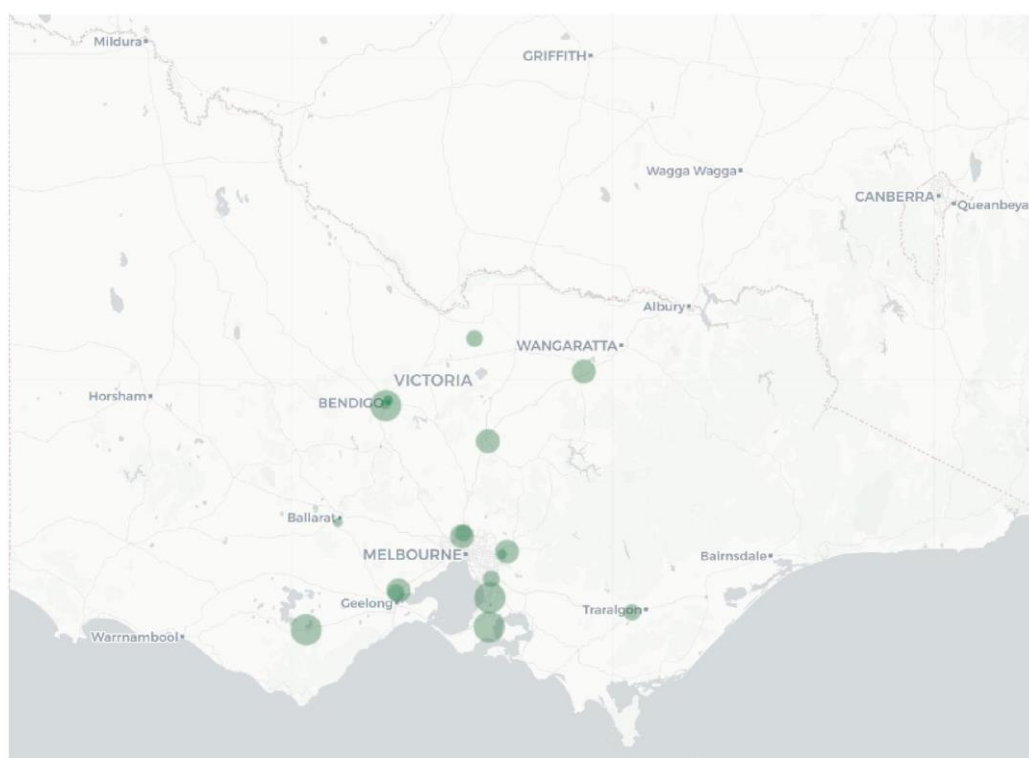 Mildura
GRIFFITH
Wagga Wagga
CANBERRA
Queanbeya
Albury
WANGARATTA
VICTORIA
Horsham
BENDIGO
Ballarat
MELBOURNE
Bairnsdale
Geelong
Traralgon
Warrnambool